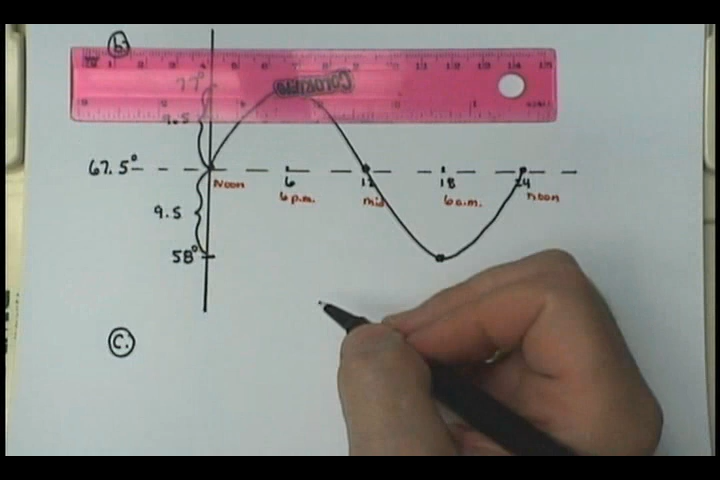 b
77°
9.5
67.5°
6
12
18
24
Noon
6 p.m.
mid
6 a.m.
noon
9.5
58°
c.